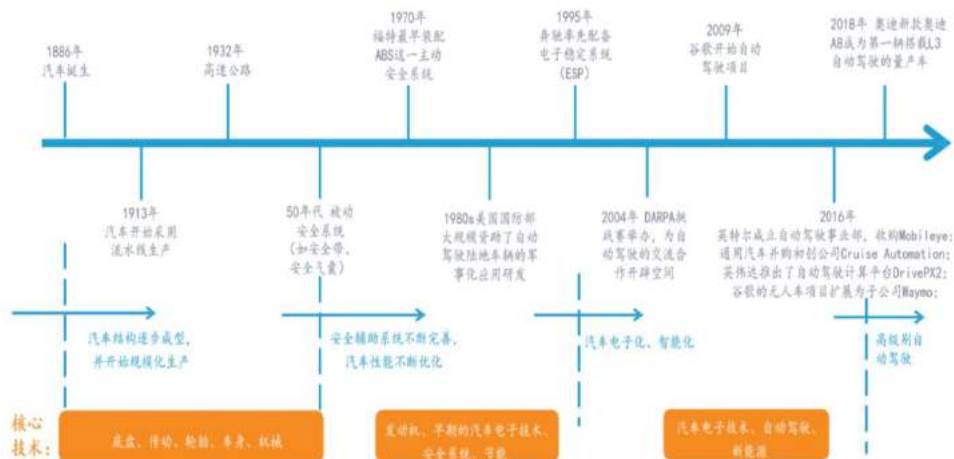 1886年
汽车诞生
1932年
高速公路
1970年
福特最早装配
ABS这一主动
安全系统
1995年
奔驰率先配备
电子稳定系统
(ESP)
2009年
谷歌开始自动
驾驶项目
2018年 奥迪新款奥迪
A8成为第一辆搭载L3
自动驾驶的量产车
1913年
汽车开始采用
流水线生产
50年代 被动
安全系统
(如安全带,
安全气囊)
1980s美国国防部
大规模资助了自动
驾驶陆地车辆的军
事化应用研发
2004年 DARPA挑
战赛举办,为自
动驾驶的交流合
作开辟空间
2016年
英特尔成立自动驾驶事业部,收购Mobileye;
通用汽车并购初创公司Cruise Automation;
英伟达推出了自动驾驶计算平台DrivePX2;
谷歌的无人车项目扩展为子公司Waymo;
汽车结构逐步成型,
并开始规模化生产
安全辅助系统不断完善,
汽车性能不断优化
汽车电子化、智能化
高级别自
动驾驶
核心
技术:
底盘、传动、轮胎、车身、机械
发动机、早期的汽车电子技术、
安全系统、节能
汽车电子技术、自动驾驶、
新能源